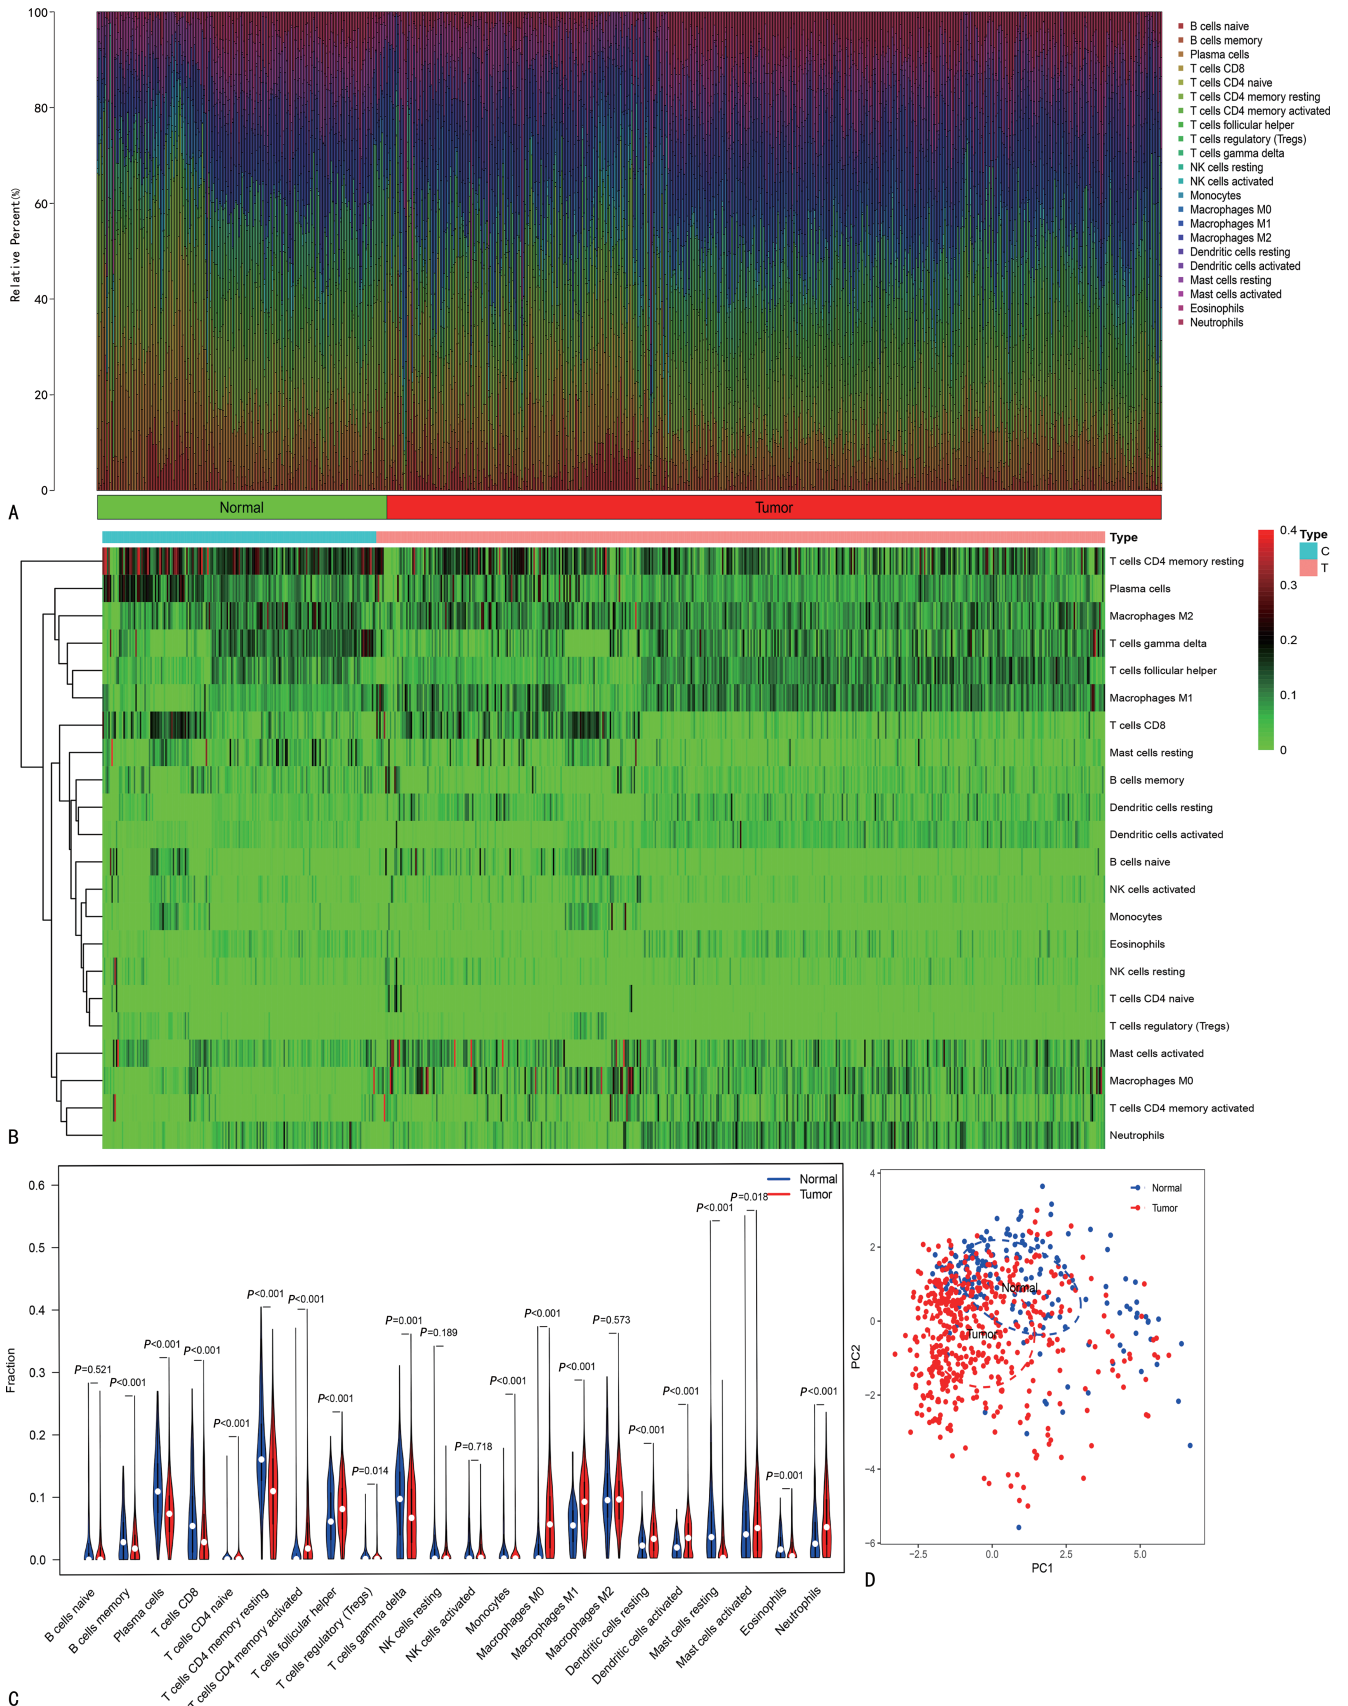 100
80
60
40
20
0
Relative Percent(%)
B cells naive
B cells memory
Plasma cells
T cells CD8
T cells CD4 naive
T cells CD4 memory resting
T cells CD4 memory activated
T cells follicular helper
T cells regulatory (Tregs)
T cells gamma delta
NK cells resting
NK cells activated
Monocytes
Macrophages M0
Macrophages M1
Macrophages M2
Dendritic cells resting
Dendritic cells activated
Mast cells resting
Mast cells activated
Eosinophils
Neutrophils
Normal
Tumor
A
Type
T cells CD4 memory resting
Plasma cells
Macrophages M2
T cells gamma delta
T cells follicular helper
Macrophages M1
T cells CD8
Mast cells resting
B cells memory
Dendritic cells resting
Dendritic cells activated
B cells naive
NK cells activated
Monocytes
Eosinophils
NK cells resting
T cells CD4 naive
T cells regulatory (Tregs)
Mast cells activated
Macrophages M0
T cells CD4 memory activated
Neutrophils
0.4
0.3
0.2
0.1
0
Type
C
T
B
0.6
0.5
0.4
0.3
0.2
0.1
0.0
Fraction
Normal
Tumor
P=0.521
P<0.001
P<0.001
P<0.001
P<0.001
P<0.001
P<0.001
P<0.001
P=0.014
P=0.001
P=0.189
P=0.718
P<0.001
P<0.001
P<0.001
P=0.573
P<0.001
P<0.001
P<0.001
P=0.018
P=0.001
P<0.001
B cells naive
B cells memory
Plasma cells
T cells CD8
T cells CD4 naive
T cells CD4 memory resting
T cells CD4 memory activated
T cells follicular helper
T cells regulatory (Tregs)
T cells gamma delta
NK cells resting
NK cells activated
Monocytes
Macrophages M0
Macrophages M1
Macrophages M2
Dendritic cells resting
Dendritic cells activated
Mast cells resting
Mast cells activated
Eosinophils
Neutrophils
C
4
2
0
−2
−4
−6
PC2
Normal
Tumor
Normal
Tumor
−2.5
0.0
2.5
5.0
PC1
D